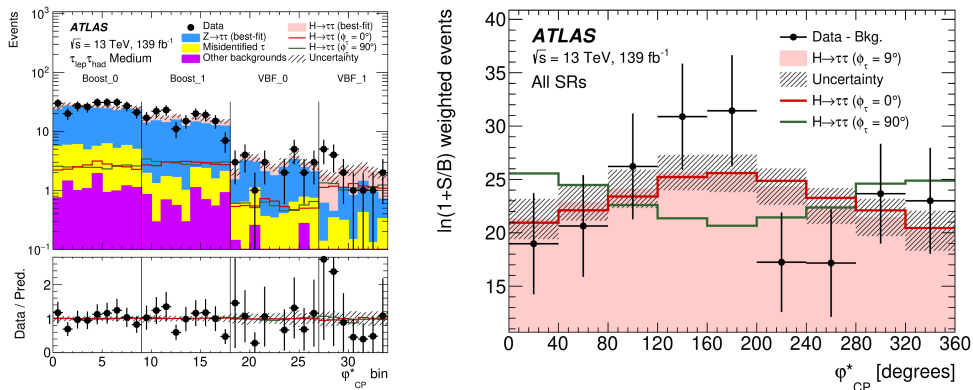 Events
ATLAS
√s = 13 TeV, 139 fb⁻¹
τlep τhad Medium
Data
Z→ττ (best-fit)
Misidentified τ
Other backgrounds
H→ττ (best-fit)
H→ττ (ϕτ = 0°)
H→ττ (ϕτ = 90°)
Uncertainty
Boost_0
Boost_1
VBF_0
VBF_1
10³
10²
10
1
10⁻¹
Data / Pred.
2
1
0
0 5 10 15 20 25 30
φ*CP bin
ln(1+S/B) weighted events
ATLAS
√s = 13 TeV, 139 fb⁻¹
All SRs
Data - Bkg.
H→ττ (ϕτ = 9°)
Uncertainty
H→ττ (ϕτ = 0°)
H→ττ (ϕτ = 90°)
45
40
35
30
25
20
15
0 40 80 120 160 200 240 280 320 360
φ*CP [degrees]